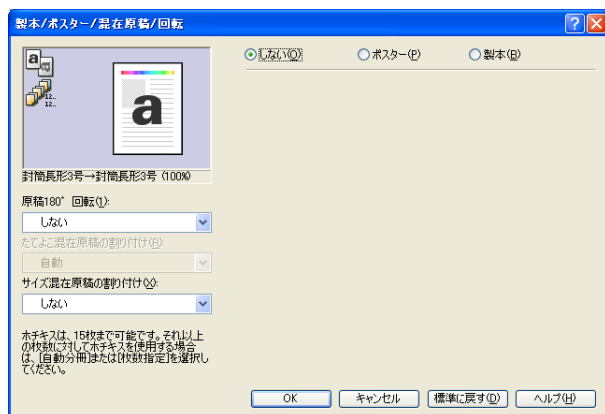 製本/ポスター/混在原稿/回転
しない(O)
ポスター(P)
製本(B)
a
a
12..
12..
a
封筒長形3号→封筒長形3号 (100%)
原稿180° 回転(1):
しない
たてよこ混在原稿の割り付け(R):
自動
サイズ混在原稿の割り付け(X):
しない
ホチキスは、15枚まで可能です。それ以上
の枚数に対してホチキスを使用する場合
は、[自動分冊]または[枚数指定]を選択し
てください。
OK
キャンセル
標準に戻す(D)
ヘルプ(H)